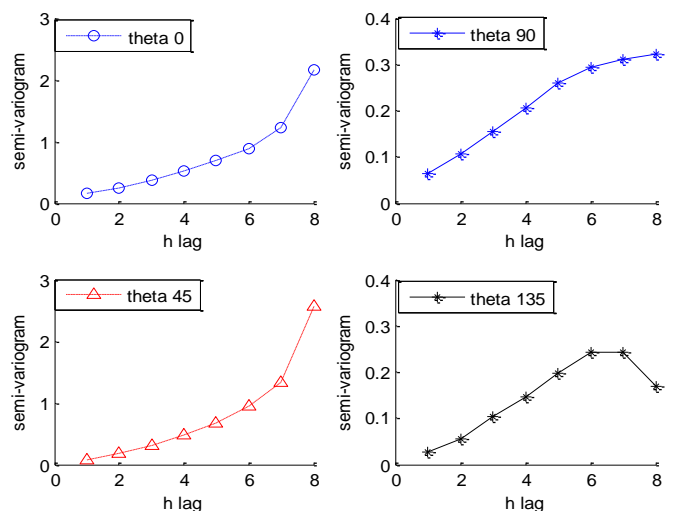 3
2
1
0
semi-variogram
theta 0
0 2 4 6 8
h lag
0.4
0.3
0.2
0.1
0
semi-variogram
theta 90
0 2 4 6 8
h lag
3
2
1
0
semi-variogram
theta 45
0 2 4 6 8
h lag
0.4
0.3
0.2
0.1
0
semi-variogram
theta 135
0 2 4 6 8
h lag